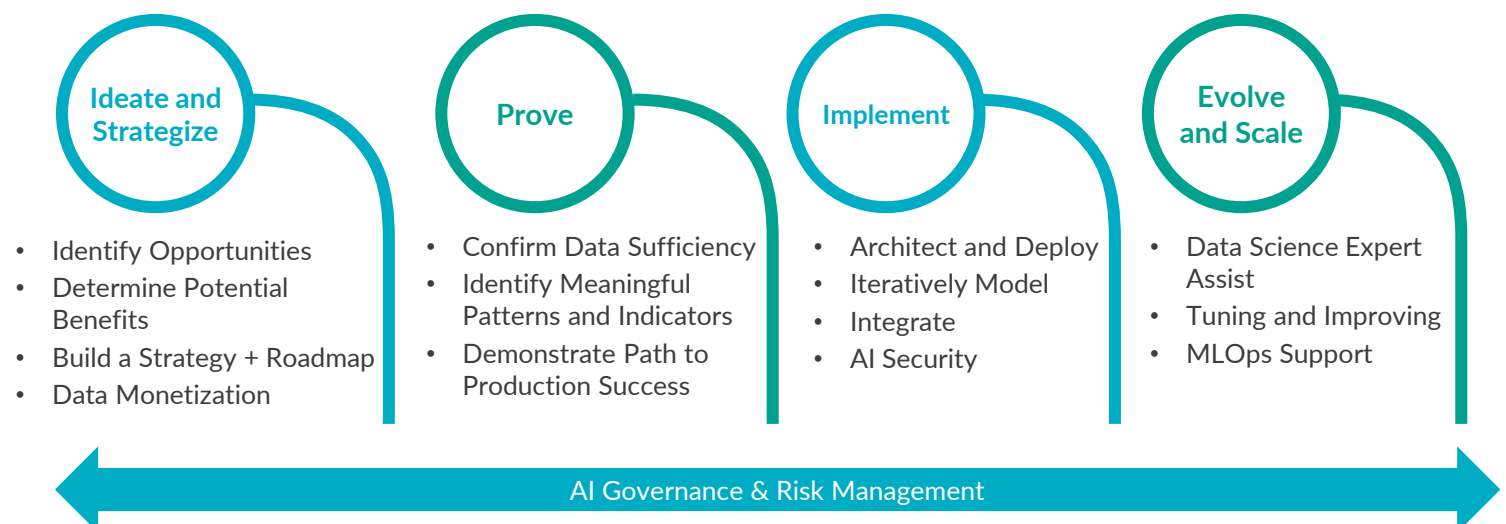 Ideate and
Strategize
• Identify Opportunities
• Determine Potential
Benefits
• Build a Strategy + Roadmap
• Data Monetization
Prove
• Confirm Data Sufficiency
• Identify Meaningful
Patterns and Indicators
• Demonstrate Path to
Production Success
Implement
• Architect and Deploy
• Iteratively Model
• Integrate
• AI Security
Evolve
and Scale
• Data Science Expert
Assist
• Tuning and Improving
• MLOps Support
AI Governance & Risk Management